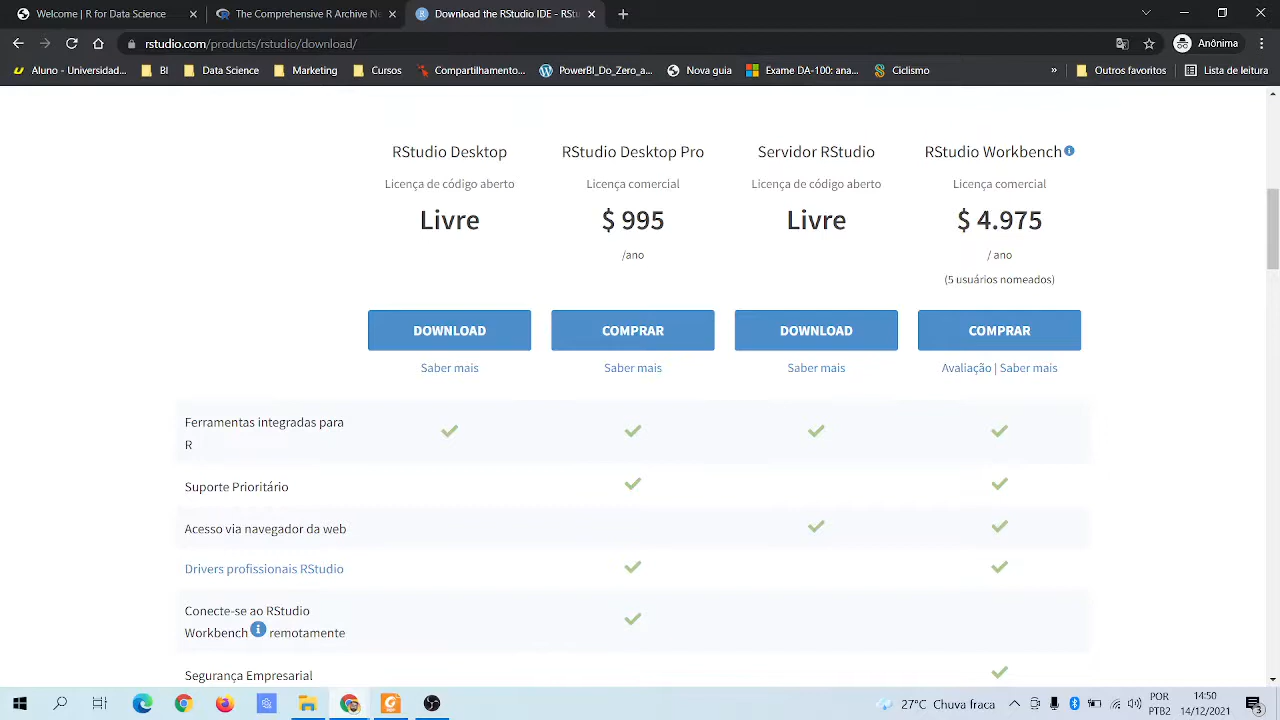 Welcome | R for Data Science
The Comprehensive R Archive Ne
Download the RStudio IDE - RStu
rstudio.com/products/rstudio/download/
Anônima
Aluno - Universidad...
BI
Data Science
Marketing
Cursos
Compartilhamento...
PowerBI_Do_Zero_a...
Nova guia
Exame DA-100: ana...
Ciclismo
»
Outros favoritos
Lista de leitura
RStudio Desktop
RStudio Desktop Pro
Servidor RStudio
RStudio Workbench
Licença de código aberto
Licença comercial
Licença de código aberto
Licença comercial
Livre
$ 995
Livre
$ 4.975
/ano
/ ano
(5 usuários nomeados)
DOWNLOAD
COMPRAR
DOWNLOAD
COMPRAR
Saber mais
Saber mais
Saber mais
Avaliação | Saber mais
Ferramentas integradas para
R
Suporte Prioritário
Acesso via navegador da web
Drivers profissionais RStudio
Conecte-se ao RStudio
Workbench remotamente
Segurança Empresarial
27°C Chuva fraca
POR
PTB2
14:50
14/12/2021
3